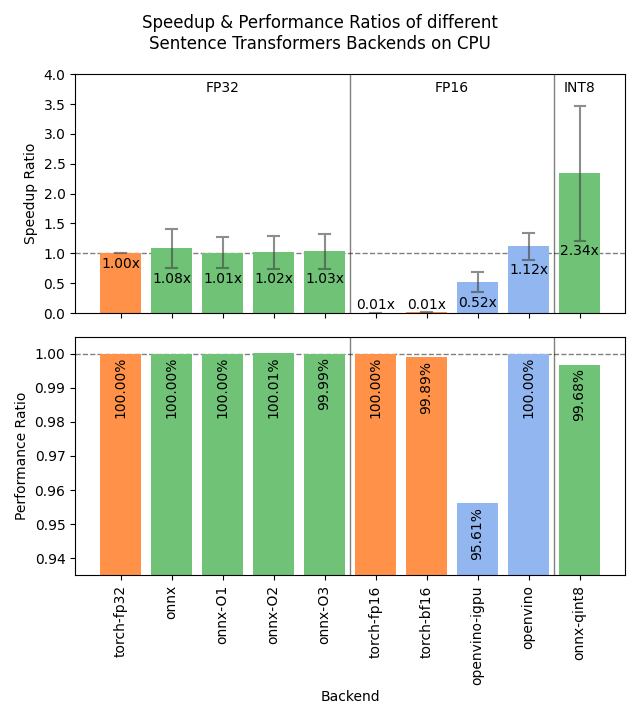 Speedup & Performance Ratios of different
Sentence Transformers Backends on CPU
4.0
3.5
3.0
2.5
2.0
1.5
1.0
0.5
0.0
Speedup Ratio
FP32
FP16
INT8
1.00x
1.08x
1.01x
1.02x
1.03x
0.01x
0.01x
0.52x
1.12x
2.34x
1.00
0.99
0.98
0.97
0.96
0.95
0.94
Performance Ratio
100.00%
100.00%
100.00%
100.01%
99.99%
100.00%
99.89%
95.61%
100.00%
99.68%
torch-fp32
onnx
onnx-O1
onnx-O2
onnx-O3
torch-fp16
torch-bf16
openvino-igpu
openvino
onnx-qint8
Backend